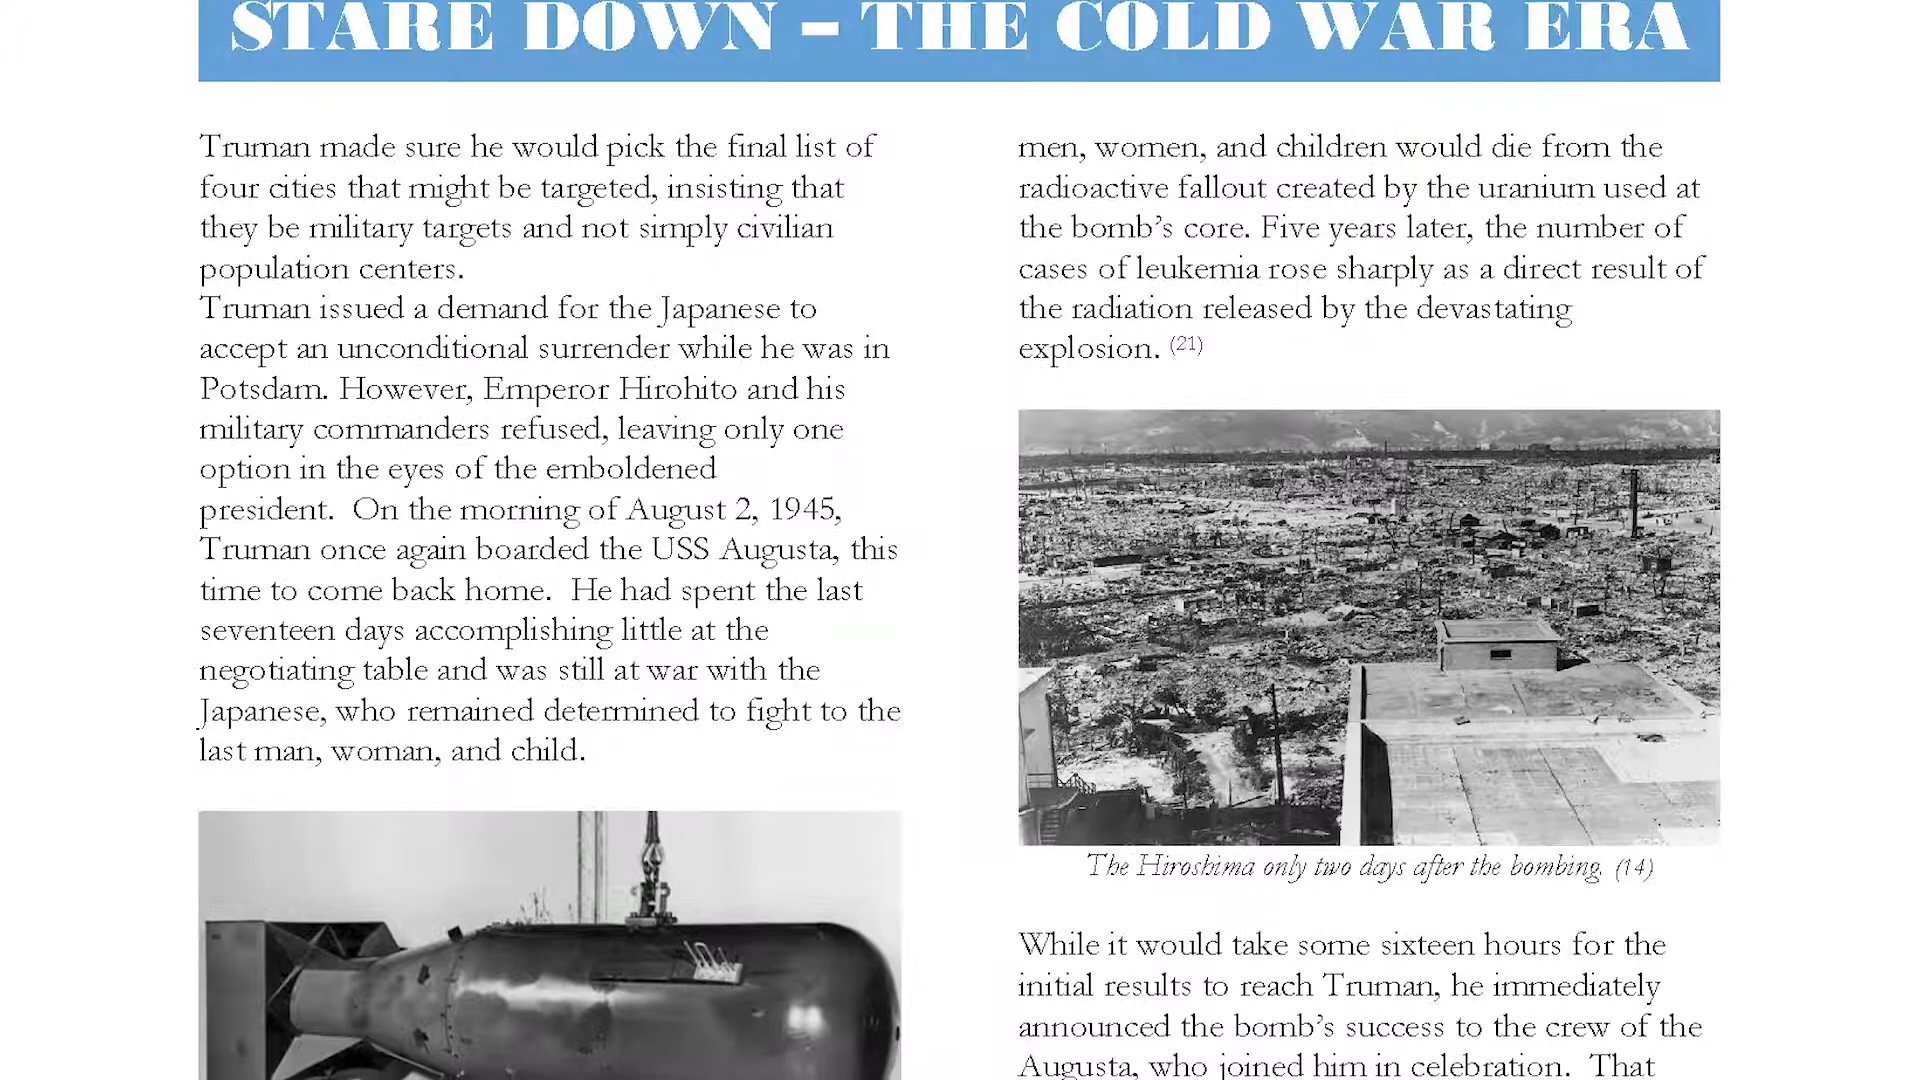 STARE DOWN – THE COLD WAR ERA
Truman made sure he would pick the final list of
four cities that might be targeted, insisting that
they be military targets and not simply civilian
population centers.
Truman issued a demand for the Japanese to
accept an unconditional surrender while he was in
Potsdam. However, Emperor Hirohito and his
military commanders refused, leaving only one
option in the eyes of the emboldened
president.  On the morning of August 2, 1945,
Truman once again boarded the USS Augusta, this
time to come back home.  He had spent the last
seventeen days accomplishing little at the
negotiating table and was still at war with the
Japanese, who remained determined to fight to the
last man, woman, and child.
men, women, and children would die from the
radioactive fallout created by the uranium used at
the bomb’s core. Five years later, the number of
cases of leukemia rose sharply as a direct result of
the radiation released by the devastating
explosion. (21)
The Hiroshima only two days after the bombing. (14)
While it would take some sixteen hours for the
initial results to reach Truman, he immediately
announced the bomb’s success to the crew of the
Augusta, who joined him in celebration.  That